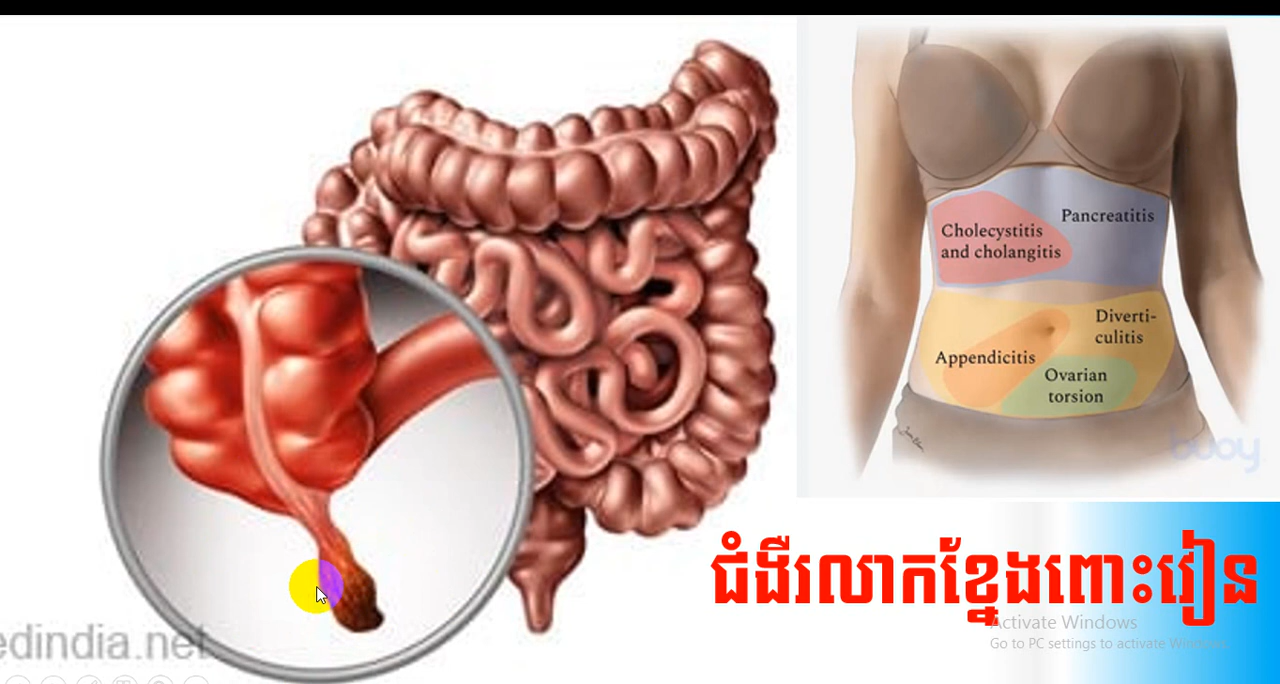 Cholecystitis
and cholangitis
Pancreatitis
Diverti-
culitis
Appendicitis
Ovarian
torsion
buoy
ជំងឺរលាកខ្នែងពោះវៀន
Activate Windows
Go to PC settings to activate Windows.
edindia.net